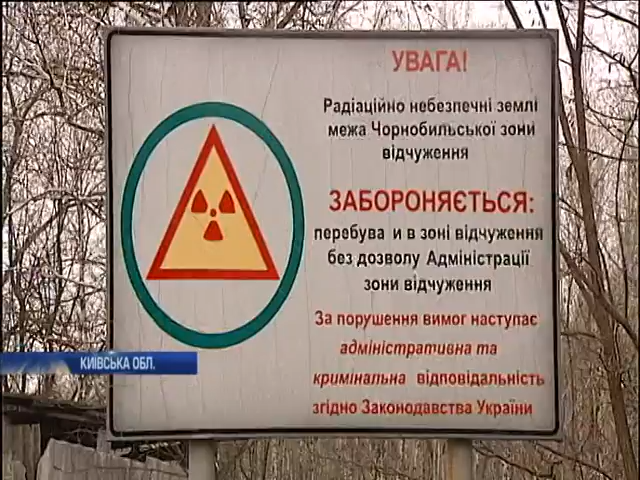 УВАГА!
Радіаційно небезпечні землі
межа Чорнобильської зони
відчуження
ЗАБОРОНЯЄТЬСЯ:
перебува и в зоні відчуження
без дозволу Адміністрації
зони відчуження
За порушення вимог наступає
адміністративна та
кримінальна відповідальність
згідно Законодавства України
КИЇВСЬКА ОБЛ.